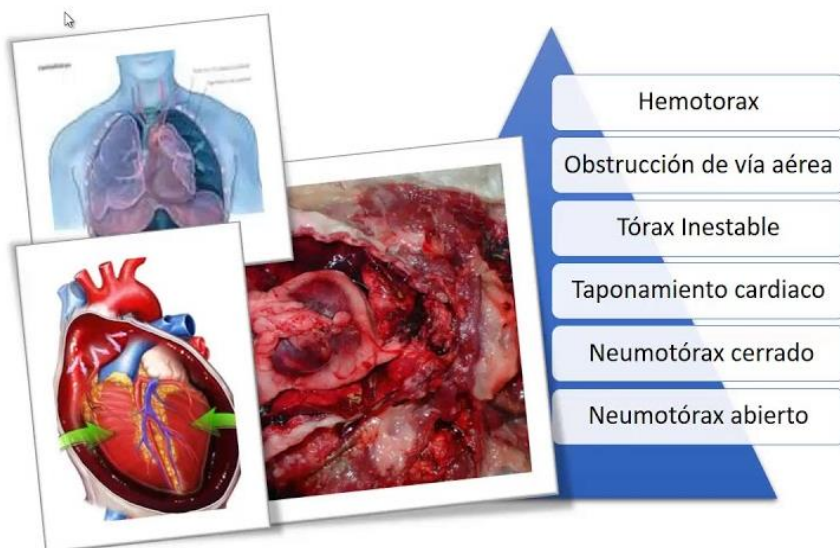 Hemotorax
Obstrucción de vía aérea
Tórax Inestable
Taponamiento cardiaco
Neumotórax cerrado
Neumotórax abierto